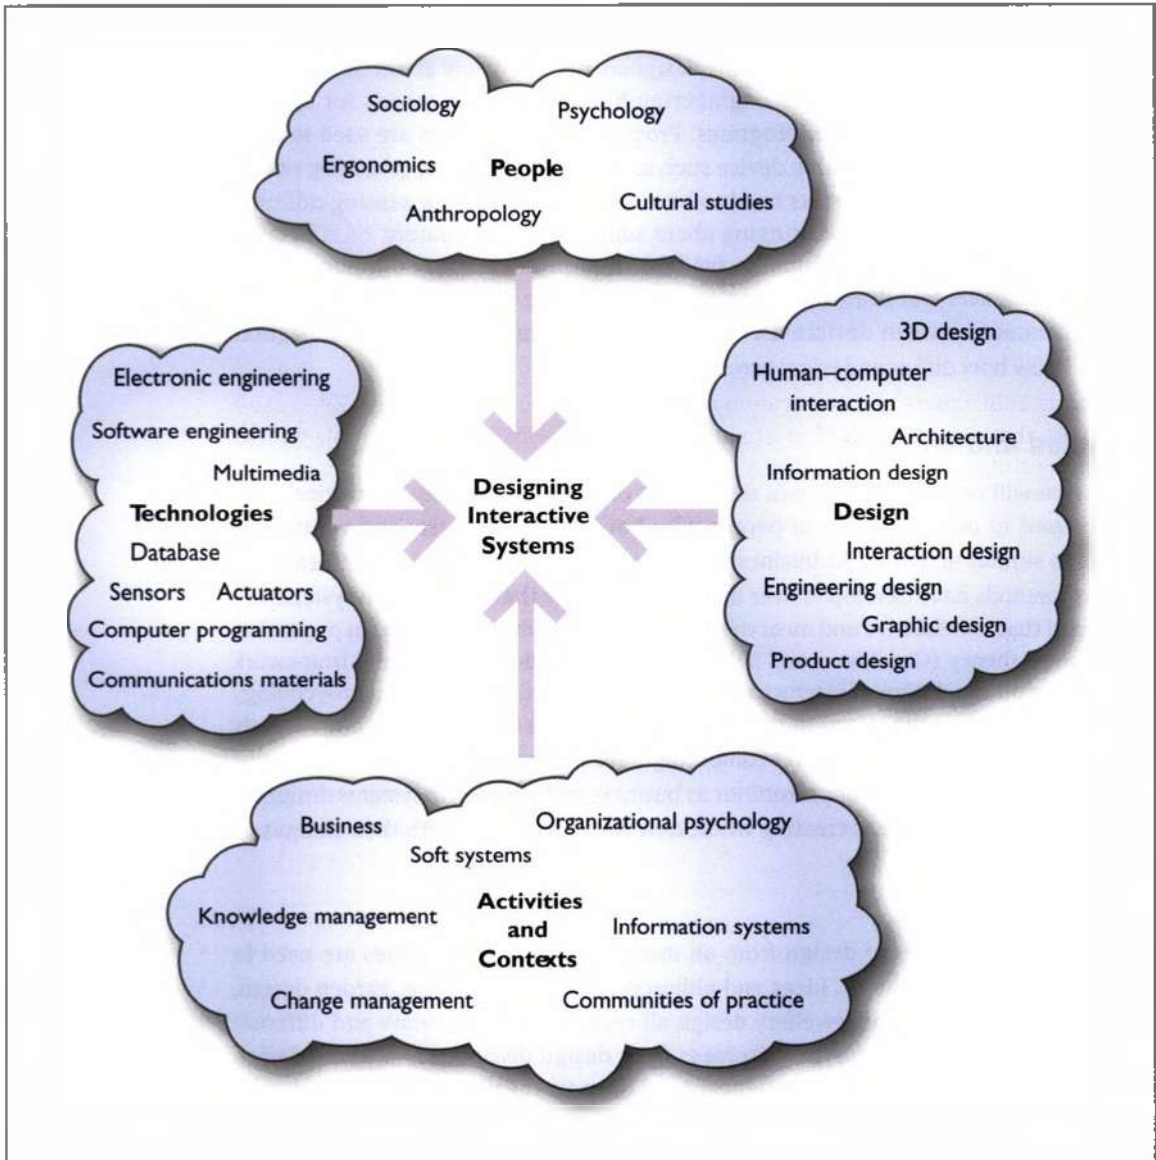 Sociology
Psychology
Ergonomics
People
Anthropology
Cultural studies
Electronic engineering
Software engineering
Multimedia
Technologies
Database
Sensors Actuators
Computer programming
Communications materials
Designing
Interactive
Systems
3D design
Human–computer
interaction
Architecture
Information design
Design
Interaction design
Engineering design
Graphic design
Product design
Business
Organizational psychology
Soft systems
Knowledge management
Activities
and
Contexts
Information systems
Change management
Communities of practice